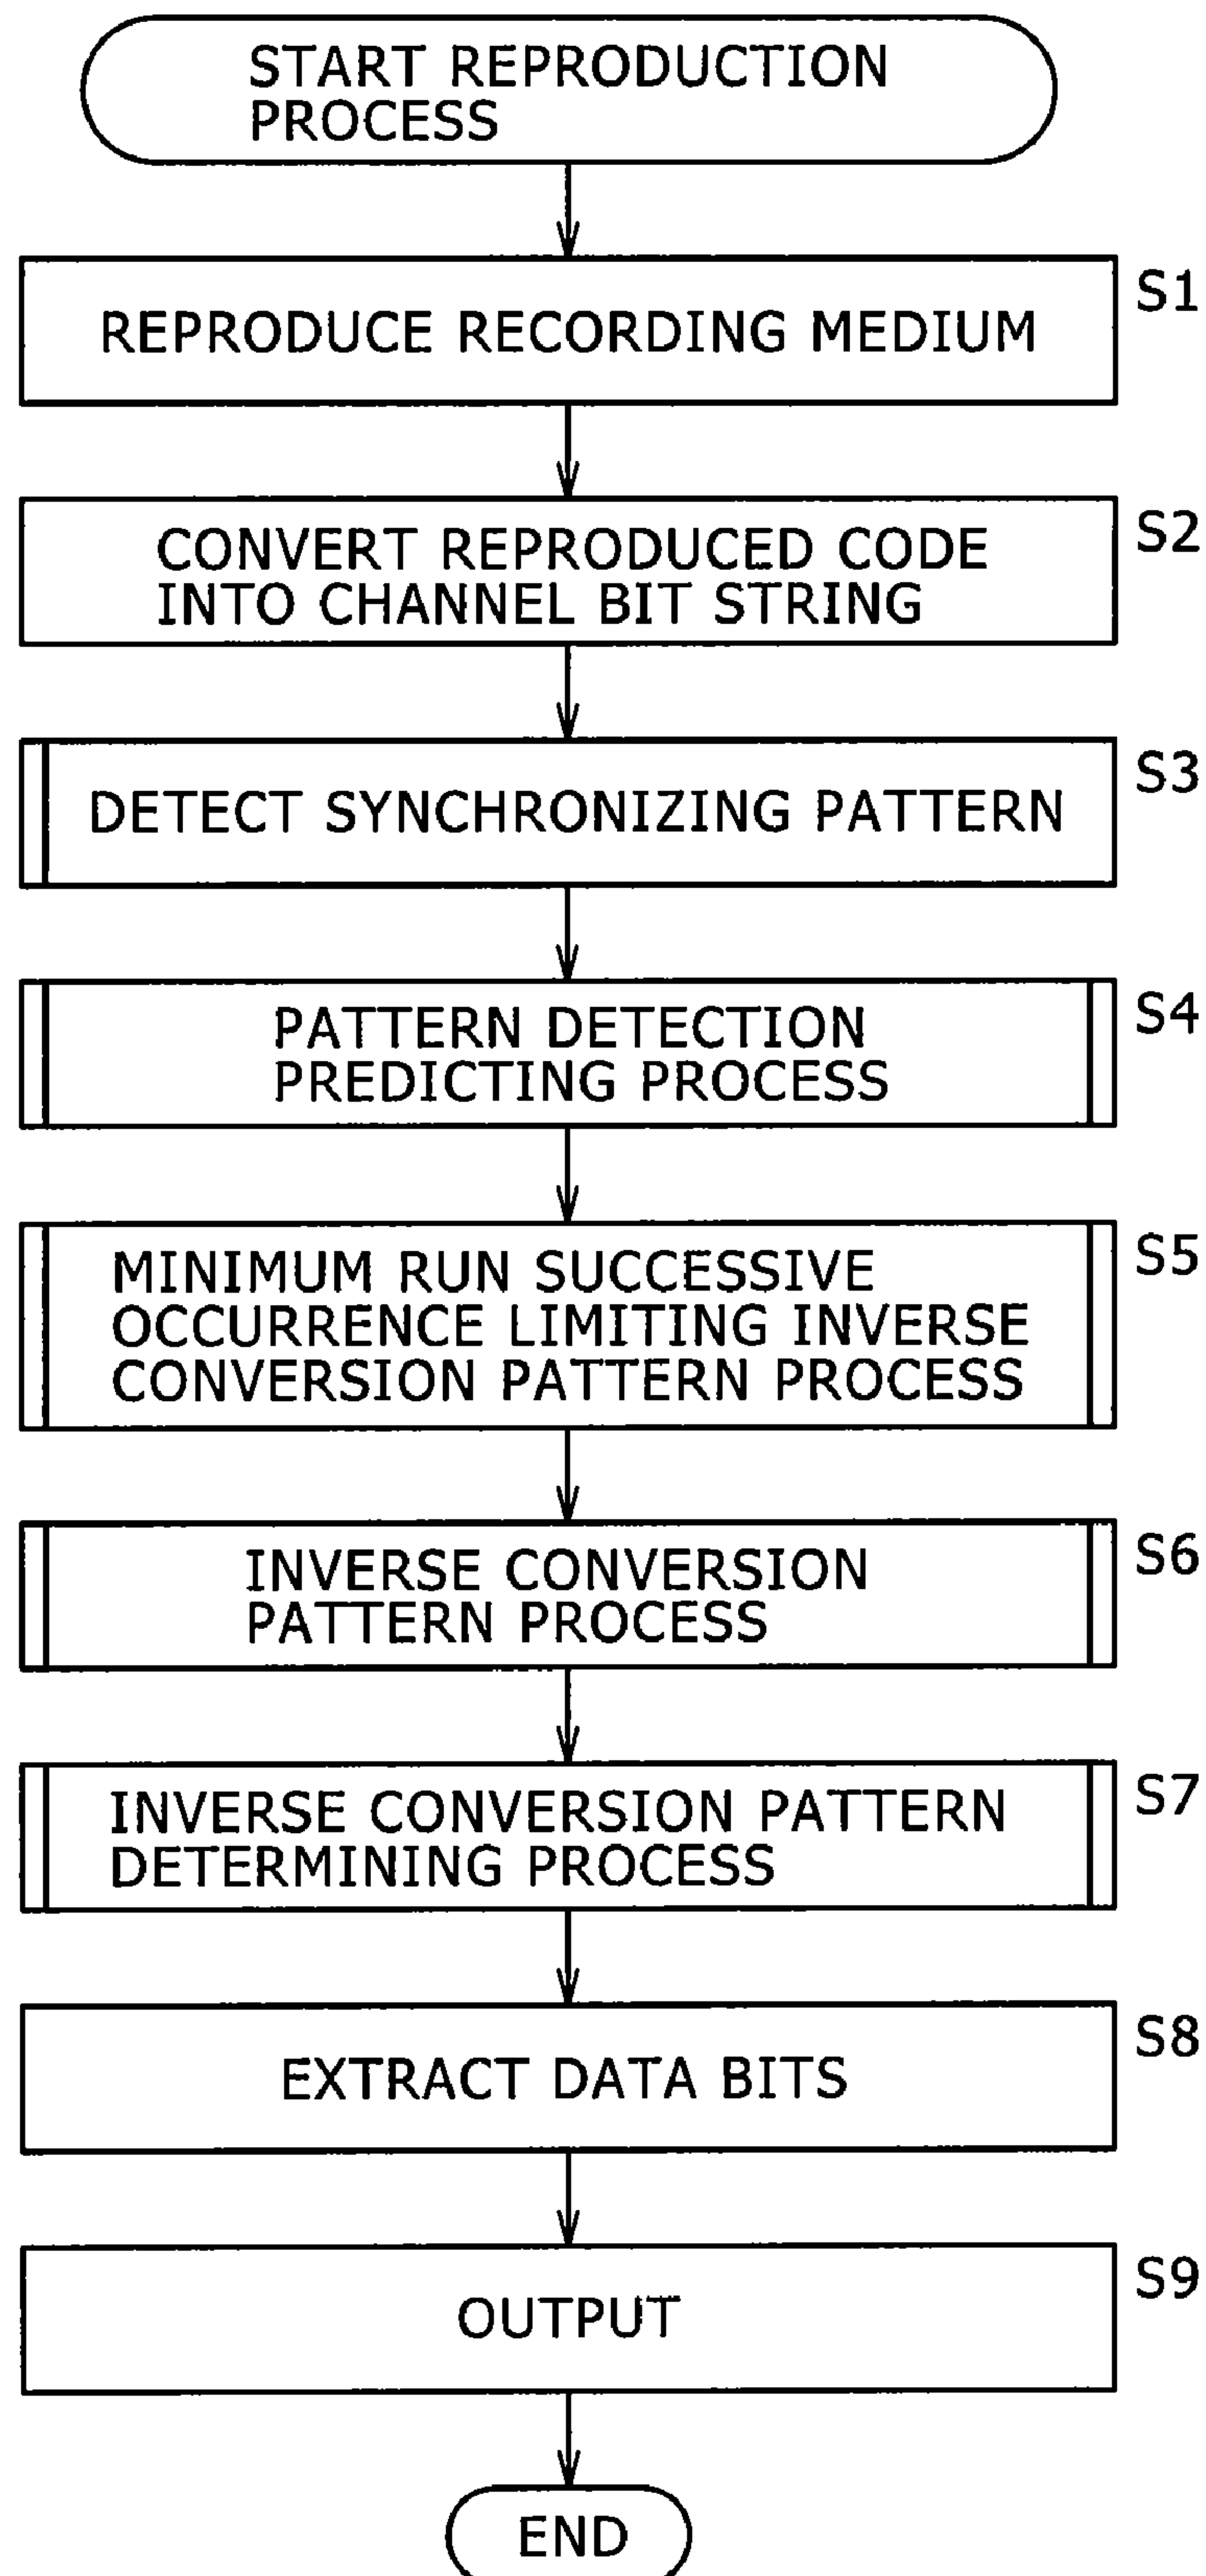 START REPRODUCTION
PROCESS
S1
REPRODUCE RECORDING MEDIUM
S2
CONVERT REPRODUCED CODE
INTO CHANNEL BIT STRING
S3
DETECT SYNCHRONIZING PATTERN
S4
PATTERN DETECTION
PREDICTING PROCESS
S5
MINIMUM RUN SUCCESSIVE
OCCURRENCE LIMITING INVERSE
CONVERSION PATTERN PROCESS
S6
INVERSE CONVERSION
PATTERN PROCESS
S7
INVERSE CONVERSION PATTERN
DETERMINING PROCESS
S8
EXTRACT DATA BITS
S9
OUTPUT
END